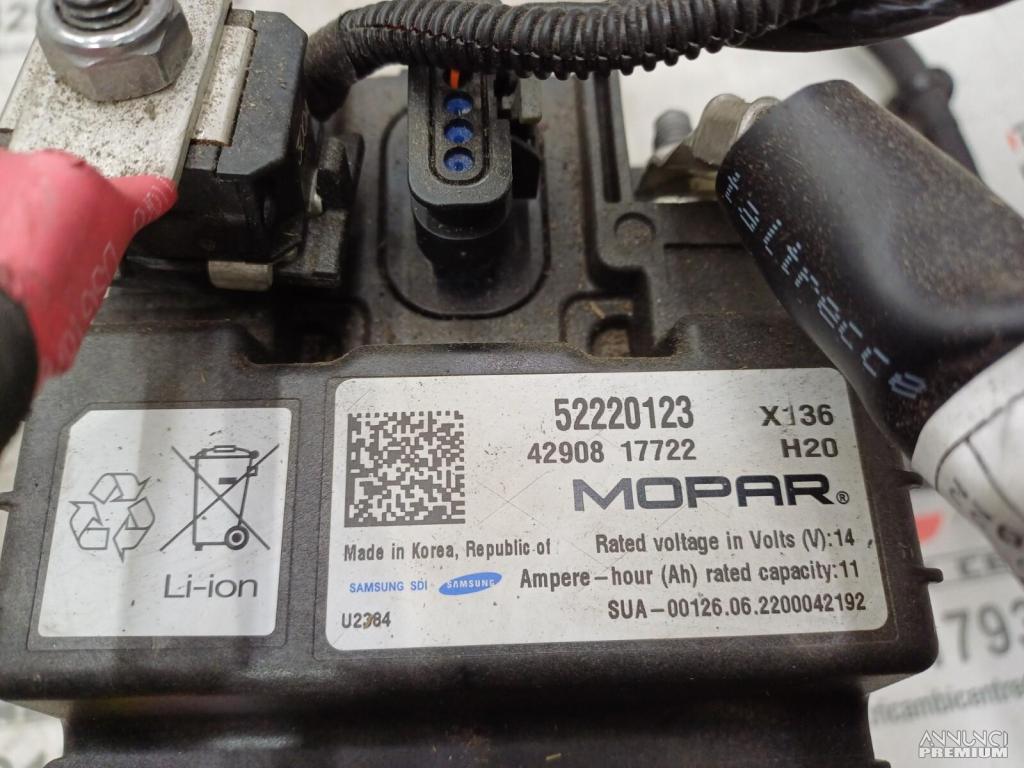 52220123
X136
42908 17722
H20
MOPAR®
Made in Korea, Republic of
Rated voltage in Volts (V):14
SAMSUNG SDI
SAMSUNG
Ampere-hour (Ah) rated capacity:11
U2384
SUA-00126.06.2200042192
Li-ion
ANNUNCI
PREMIUM